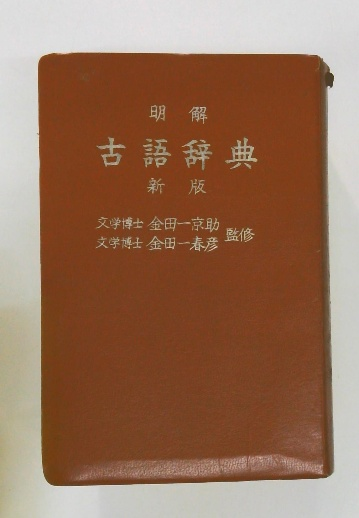 明解
古語辞典
新版
文学博士 金田一京助
文学博士 金田一春彦
監修